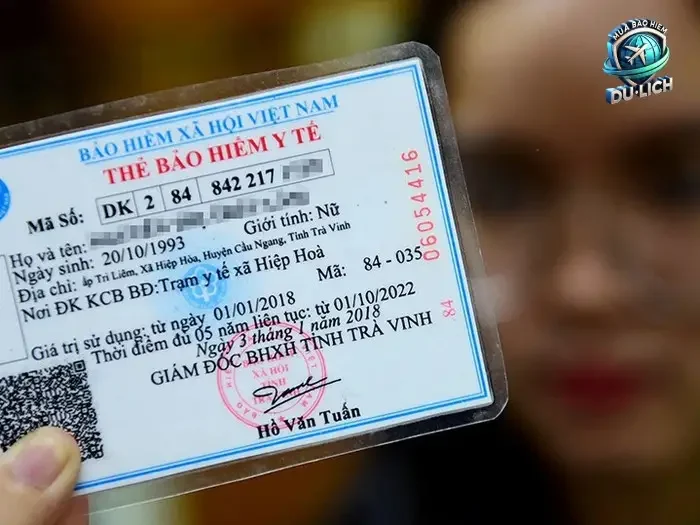 MUA BẢO HIỂM
DU-LỊCH
BẢO HIỂM XÃ HỘI VIỆT NAM
THẺ BẢO HIỂM Y TẾ
Mã Số: DK 2 84 842 217
Họ và tên:
Ngày sinh: 20/10/1993 Giới tính: Nữ
Địa chỉ: ấp Trì Liêm, Xã Hiệp Hòa, Huyện Cầu Ngang, Tỉnh Trà Vinh
Nơi ĐK KCB BĐ: Trạm y tế xã Hiệp Hoà
Mã: 84 - 035
Giá trị sử dụng: từ ngày 01/01/2018
Thời điểm đủ 05 năm liên tục: từ 01/10/2022
Ngày 3 tháng 1 năm 2018
GIÁM ĐỐC BHXH TỈNH TRÀ VINH
XÃ HỘI
TỈNH
Hồ Văn Tuấn
84 06054416